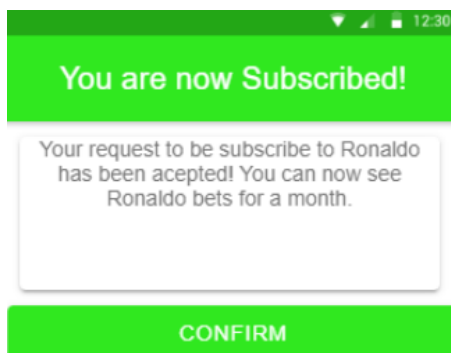 12:30
You are now Subscribed!
Your request to be subscribe to Ronaldo
has been acepted! You can now see
Ronaldo bets for a month.
CONFIRM